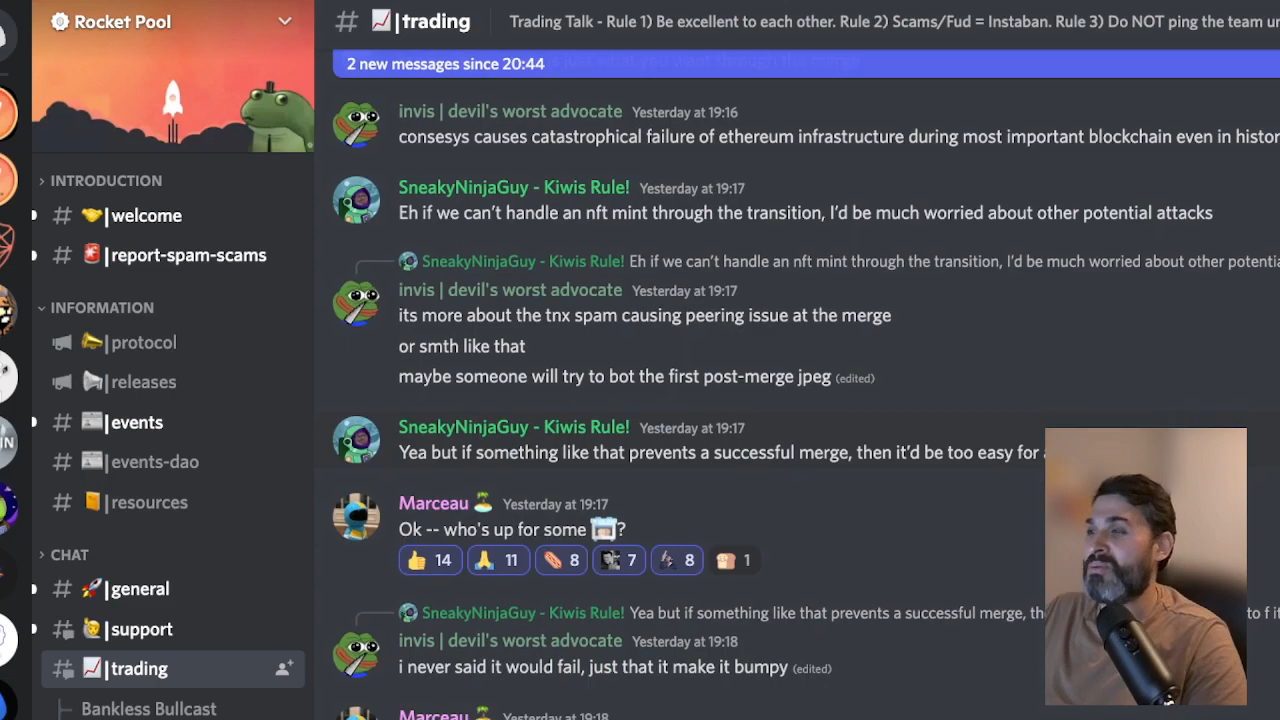 Rocket Pool
INTRODUCTION
# |welcome
# |report-spam-scams
INFORMATION
|protocol
|releases
# |events
# |events-dao
# |resources
CHAT
# |general
# |support
# |trading
Bankless Bullcast
IN
# |trading
Trading Talk - Rule 1) Be excellent to each other. Rule 2) Scams/Fud = Instaban. Rule 3) Do NOT ping the team
2 new messages since 20:44
invis | devil's worst advocate Yesterday at 19:16
consesys causes catastrophical failure of ethereum infrastructure during most important blockchain even in
SneakyNinjaGuy - Kiwis Rule! Yesterday at 19:17
Eh if we can't handle an nft mint through the transition, I'd be much worried about other potential attacks
SneakyNinjaGuy - Kiwis Rule! Eh if we can't handle an nft mint through the transition, I'd be much worried about other
invis | devil's worst advocate Yesterday at 19:17
its more about the tnx spam causing peering issue at the merge
or smth like that
maybe someone will try to bot the first post-merge jpeg (edited)
SneakyNinjaGuy - Kiwis Rule! Yesterday at 19:17
Yea but if something like that prevents a successful merge, then it'd be too easy for
Marceau Yesterday at 19:17
Ok -- who's up for some ?
14 11 8 7 8 1
SneakyNinjaGuy - Kiwis Rule! Yea but if something like that prevents a successful merge, to f it
invis | devil's worst advocate Yesterday at 19:18
i never said it would fail, just that it make it bumpy (edited)
Marceau Yesterday at 19:18